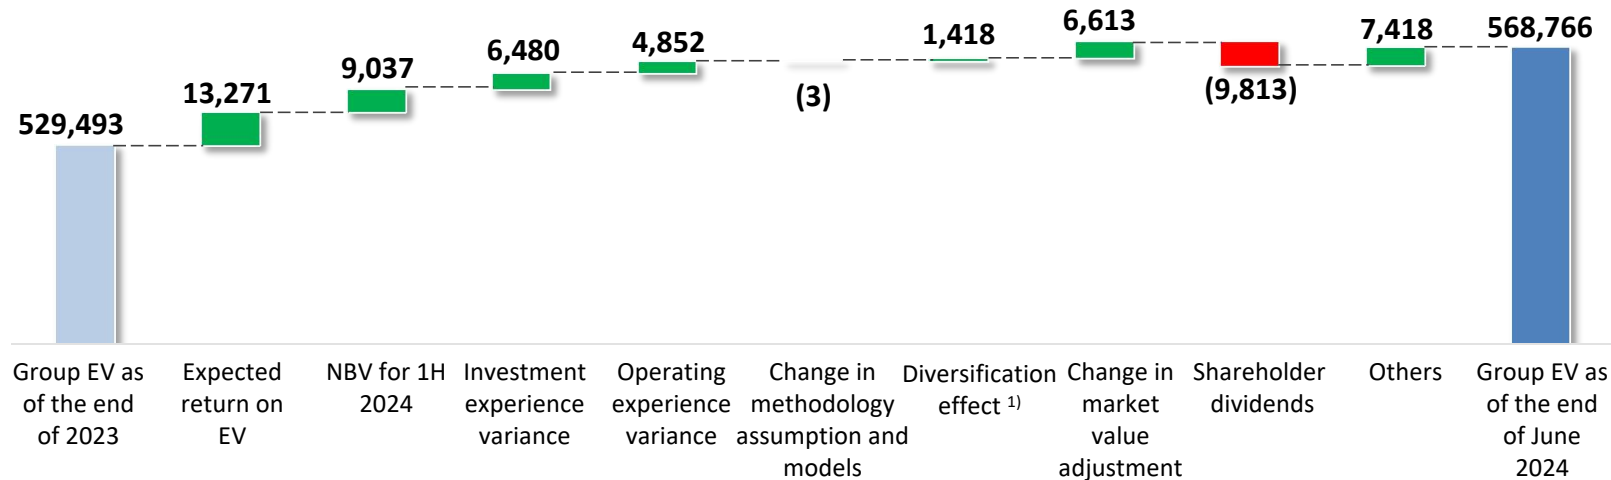 529,493
13,271
9,037
6,480
4,852
(3)
1,418
6,613
(9,813)
7,418
568,766
Group EV as
of the end
of 2023
Expected
return on
EV
NBV for 1H
2024
Investment
experience
variance
Operating
experience
variance
Change in
methodology
assumption and
models
Diversification
effect 1)
Change in
market
value
adjustment
Shareholder
dividends
Others
Group EV as
of the end
of June
2024